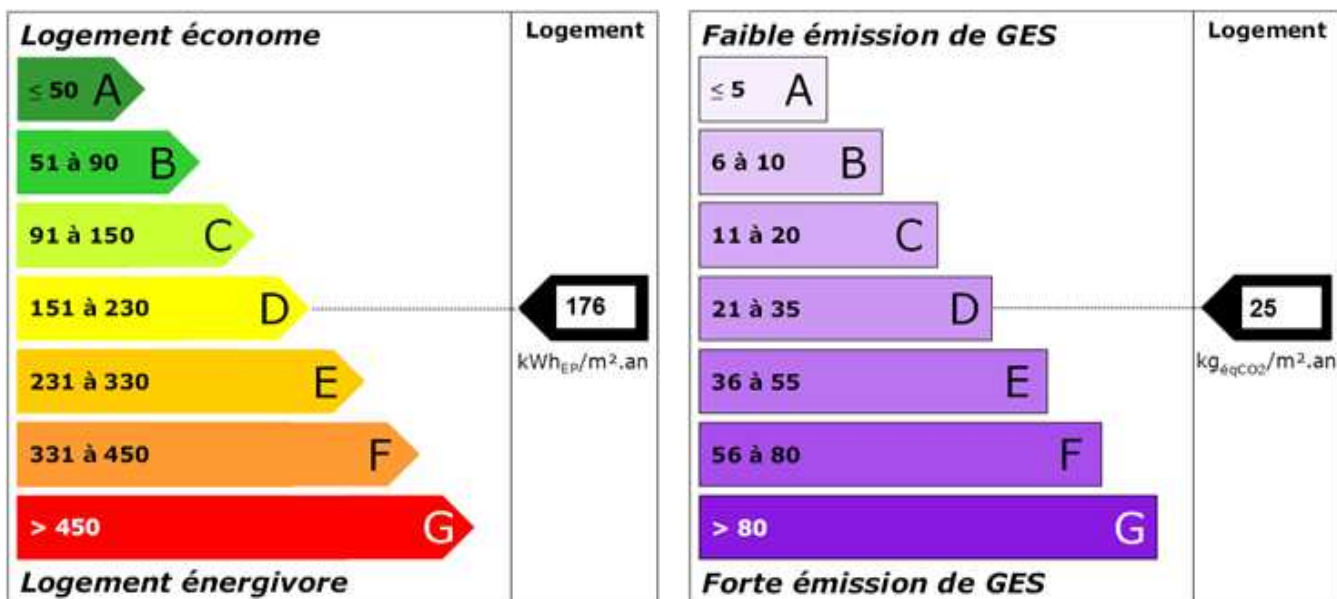 Logement économe
Logement
≤ 50 A
51 à 90 B
91 à 150 C
151 à 230 D
176
kWhEP/m².an
231 à 330 E
331 à 450 F
> 450 G
Logement énergivore
Faible émission de GES
Logement
≤ 5 A
6 à 10 B
11 à 20 C
21 à 35 D
25
kgéqCO2/m².an
36 à 55 E
56 à 80 F
> 80 G
Forte émission de GES